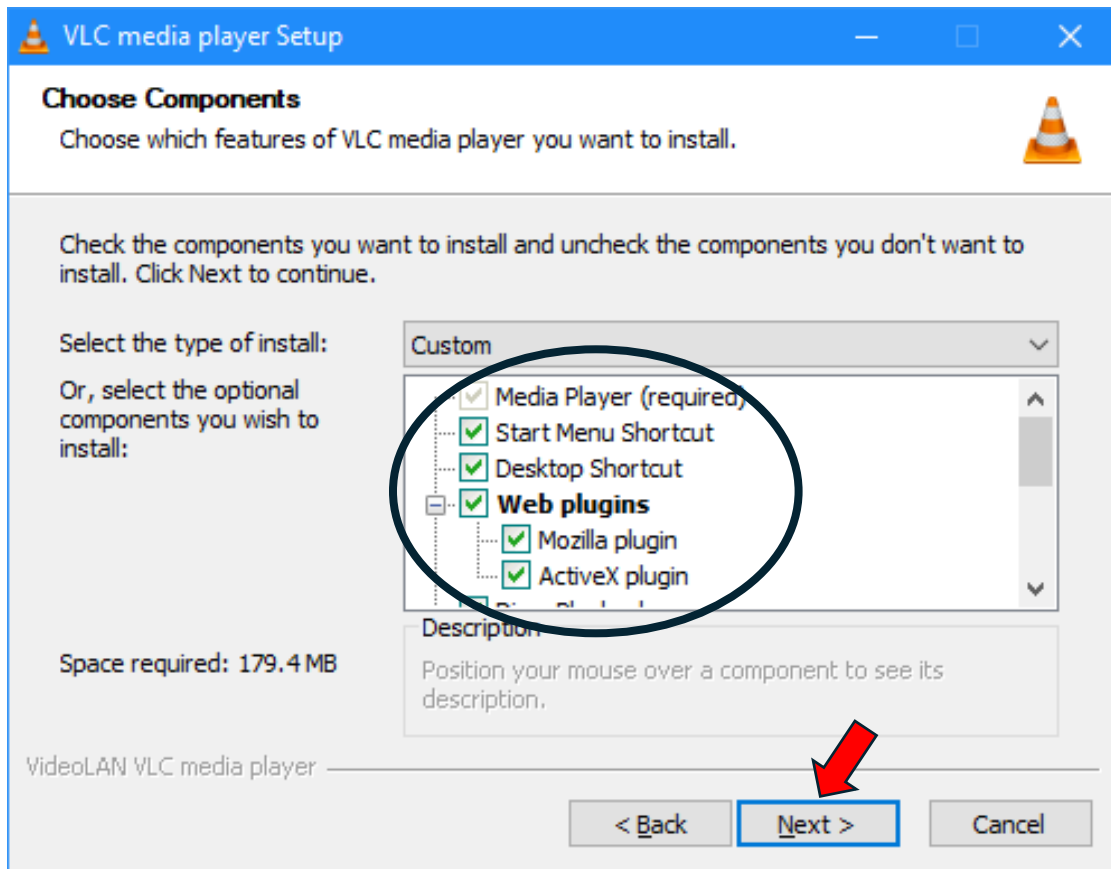 VLC media player Setup
Choose Components
Choose which features of VLC media player you want to install.
Check the components you want to install and uncheck the components you don't want to
install. Click Next to continue.
Select the type of install:
Custom
Or, select the optional
components you wish to
install:
Media Player (required)
Start Menu Shortcut
Desktop Shortcut
Web plugins
Mozilla plugin
ActiveX plugin
Space required: 179.4 MB
Description
Position your mouse over a component to see its
description.
VideoLAN VLC media player
< Back
Next >
Cancel